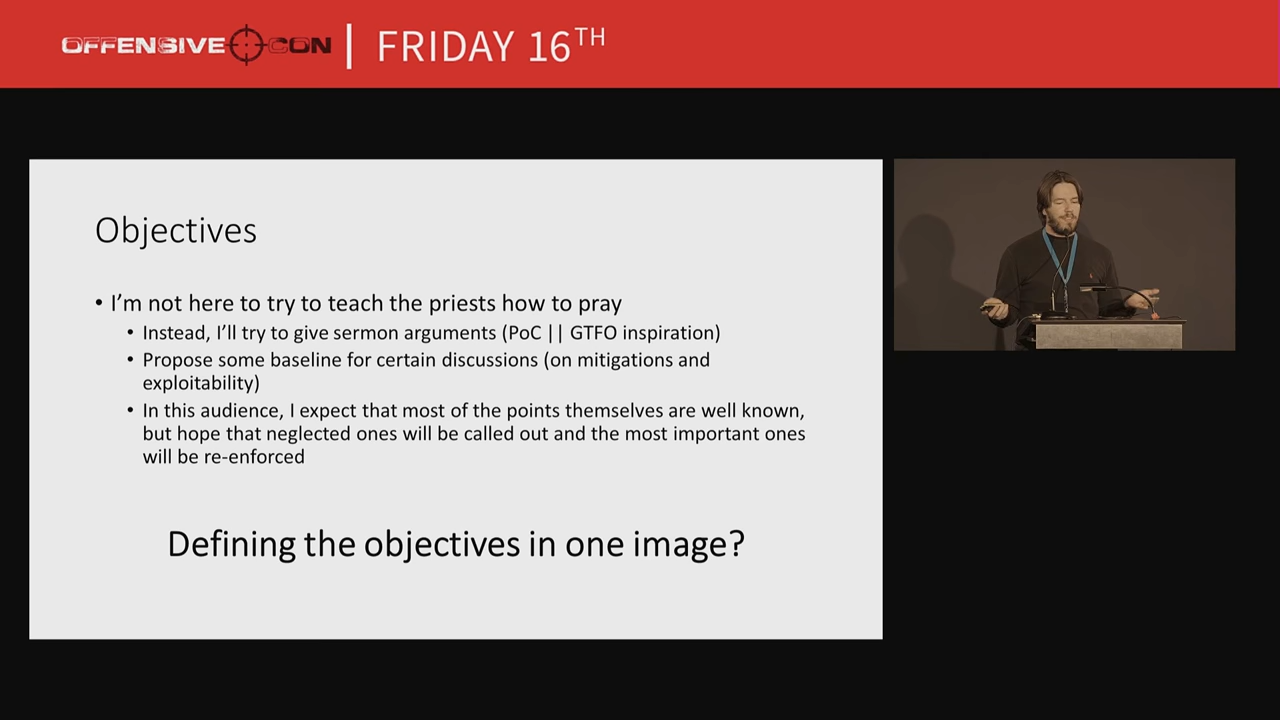 OFFENSIVE CON | FRIDAY 16TH
Objectives
• I'm not here to try to teach the priests how to pray
• Instead, I'll try to give sermon arguments (PoC || GTFO inspiration)
• Propose some baseline for certain discussions (on mitigations and
exploitability)
• In this audience, I expect that most of the points themselves are well known,
but hope that neglected ones will be called out and the most important ones
will be re-enforced
Defining the objectives in one image?